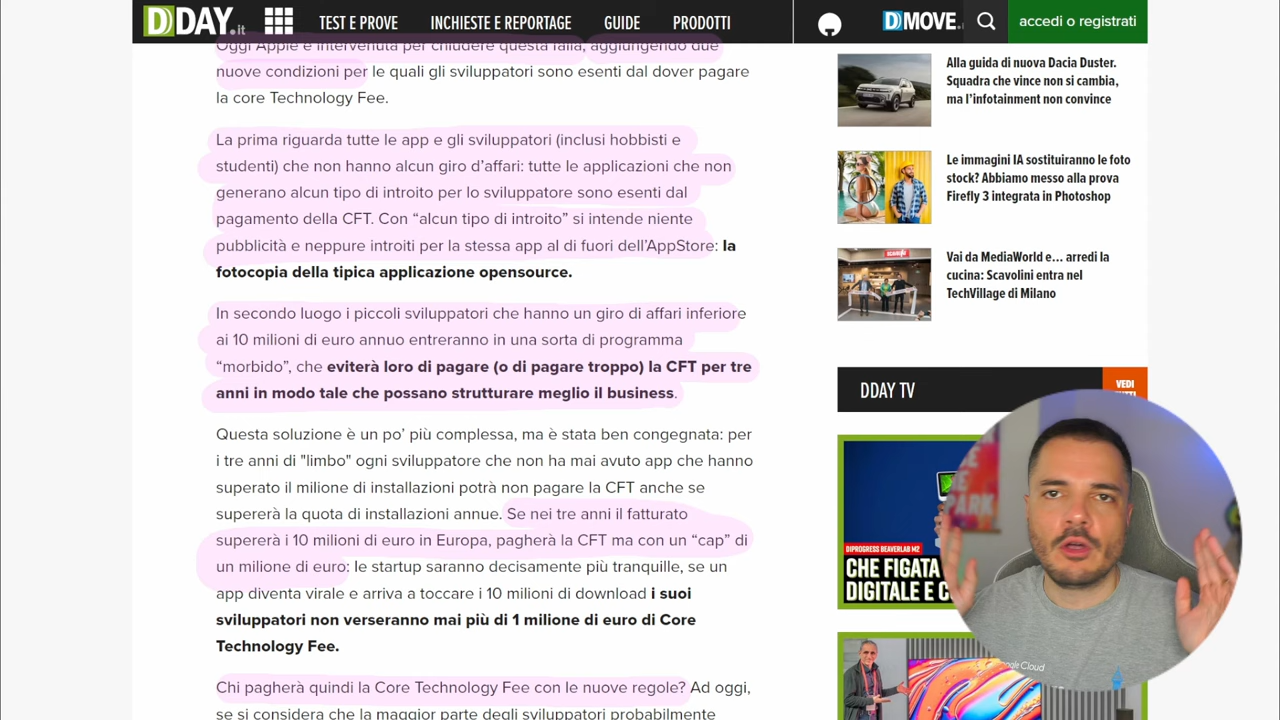 DDAY.it
TEST E PROVE
INCHIESTE E REPORTAGE
GUIDE
PRODOTTI
DMOVE.
accedi o registrati
Oggi Apple è intervenuta per chiudere questa falla, aggiungendo due
nuove condizioni per le quali gli sviluppatori sono esenti dal dover pagare
la core Technology Fee.
La prima riguarda tutte le app e gli sviluppatori (inclusi hobbisti e
studenti) che non hanno alcun giro d’affari: tutte le applicazioni che non
generano alcun tipo di introito per lo sviluppatore sono esenti dal
pagamento della CFT. Con “alcun tipo di introito” si intende niente
pubblicità e neppure introiti per la stessa app al di fuori dell’AppStore: la
fotocopia della tipica applicazione opensource.
In secondo luogo i piccoli sviluppatori che hanno un giro di affari inferiore
ai 10 milioni di euro annuo entreranno in una sorta di programma
“morbido”, che eviterà loro di pagare (o di pagare troppo) la CFT per tre
anni in modo tale che possano strutturare meglio il business.
Questa soluzione è un po’ più complessa, ma è stata ben congegnata: per
i tre anni di "limbo" ogni sviluppatore che non ha mai avuto app che hanno
superato il milione di installazioni potrà non pagare la CFT anche se
supererà la quota di installazioni annue. Se nei tre anni il fatturato
supererà i 10 milioni di euro in Europa, pagherà la CFT ma con un “cap” di
un milione di euro: le startup saranno decisamente più tranquille, se un
app diventa virale e arriva a toccare i 10 milioni di download i suoi
sviluppatori non verseranno mai più di 1 milione di euro di Core
Technology Fee.
Chi pagherà quindi la Core Technology Fee con le nuove regole? Ad oggi,
se si considera che la maggior parte degli sviluppatori probabilmente
Alla guida di nuova Dacia Duster.
Squadra che vince non si cambia,
ma l’infotainment non convince
Le immagini IA sostituiranno le foto
stock? Abbiamo messo alla prova
Firefly 3 integrata in Photoshop
Vai da MediaWorld e... arredi la
cucina: Scavolini entra nel
TechVillage di Milano
DDAY TV
VEDI
DIPROGRESS BEAVERLAB M2
CHE FIGATA
DIGITALE E C
PARK
Cloud